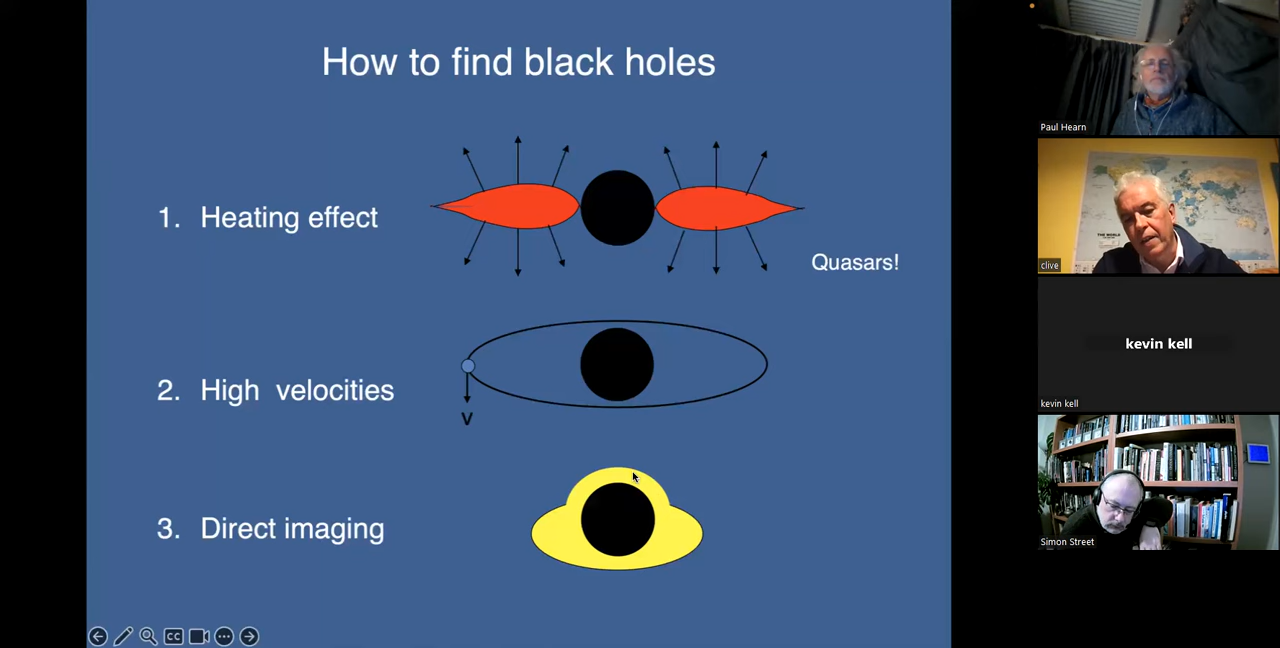 How to find black holes
1. Heating effect
Quasars!
2. High velocities
v
3. Direct imaging
CC
Paul Hearn
clive
kevin kell
kevin kell
Simon Street